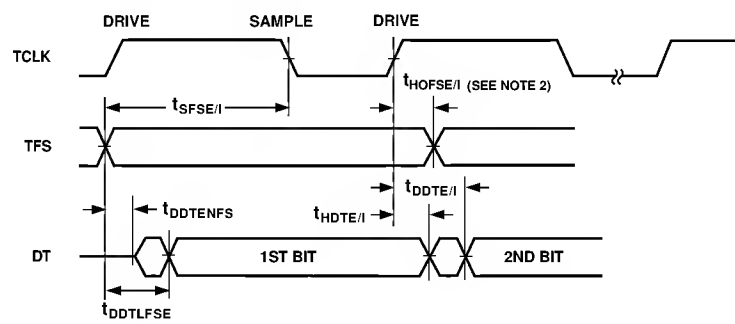 DRIVE SAMPLE DRIVE
TCLK
tHOFSE/I (SEE NOTE 2)
tSFSE/I
TFS
tDDTE/I
tDDTENFS
tHDTE/I
DT
1ST BIT
2ND BIT
tDDTLFSE